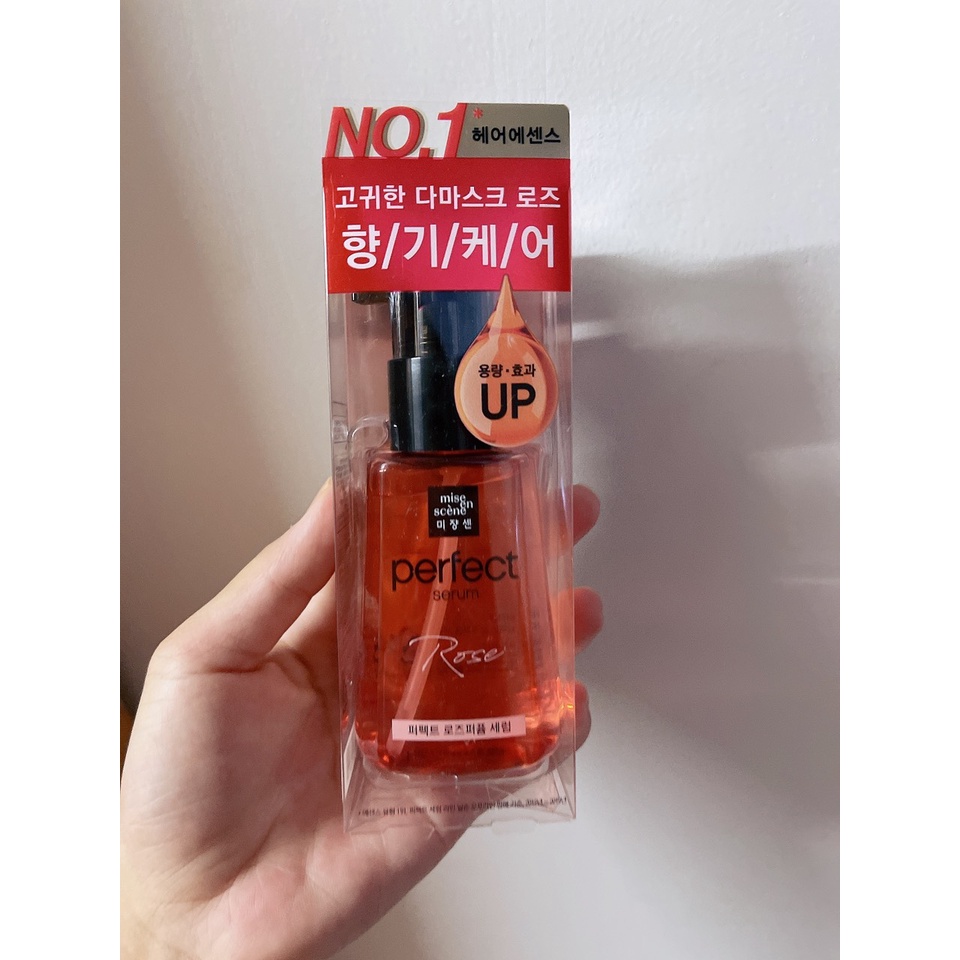 NO.1*
헤어에센스
고귀한 다마스크 로즈
향/기/케/어
용량·효과
UP
mise
en
scène
미쟝센
perfect
serum
Rose
퍼펙트 로즈퍼퓸 세럼